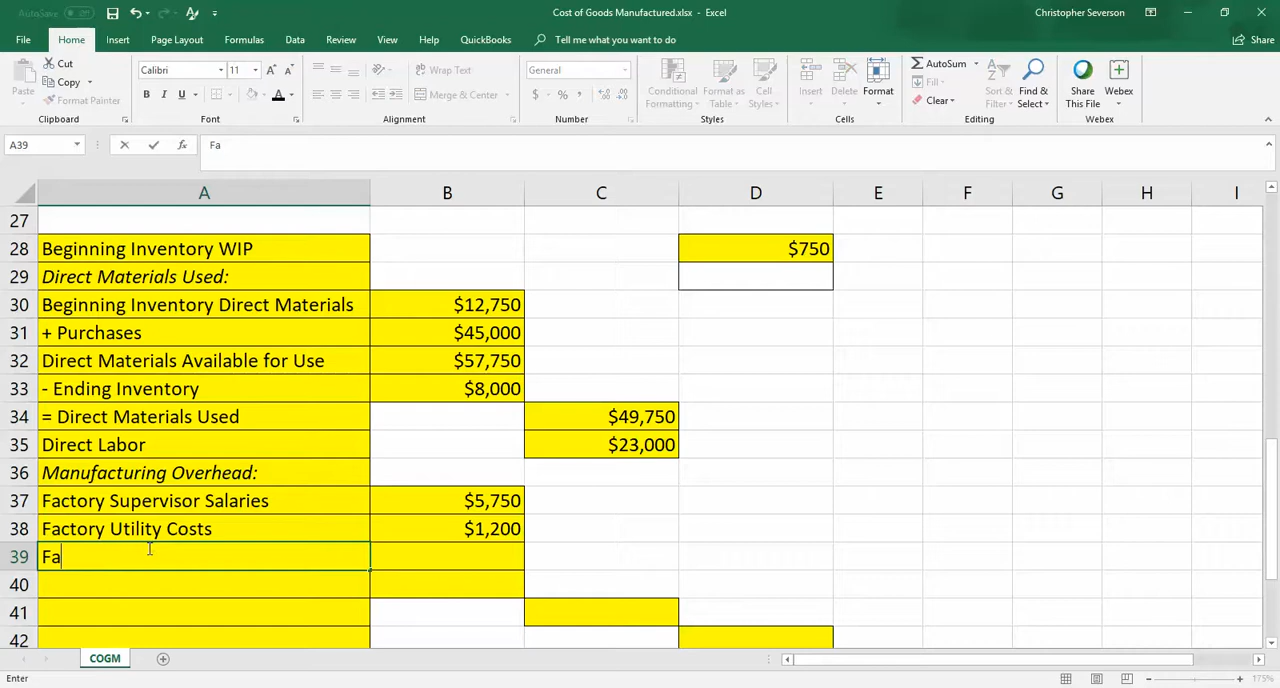 AutoSave Off
Cost of Goods Manufactured.xlsx - Excel
Christopher Severson
File Home Insert Page Layout Formulas Data Review View Help QuickBooks Tell me what you want to do Share
Paste
Cut
Copy
Format Painter
Clipboard
Calibri 11
B I U
Font
Wrap Text
Merge & Center
Alignment
General
$ % ,
Number
Conditional Formatting
Format as Table
Cell Styles
Styles
Insert Delete Format
Cells
AutoSum
Fill
Clear
Sort & Filter
Find & Select
Editing
Share This File
Webex
Webex
A39 fx Fa
A B C D E F G H I
27
28 Beginning Inventory WIP $750
29 Direct Materials Used:
30 Beginning Inventory Direct Materials $12,750
31 + Purchases $45,000
32 Direct Materials Available for Use $57,750
33 - Ending Inventory $8,000
34 = Direct Materials Used $49,750
35 Direct Labor $23,000
36 Manufacturing Overhead:
37 Factory Supervisor Salaries $5,750
38 Factory Utility Costs $1,200
39 Fa
40
41
42
COGM
Enter
175%